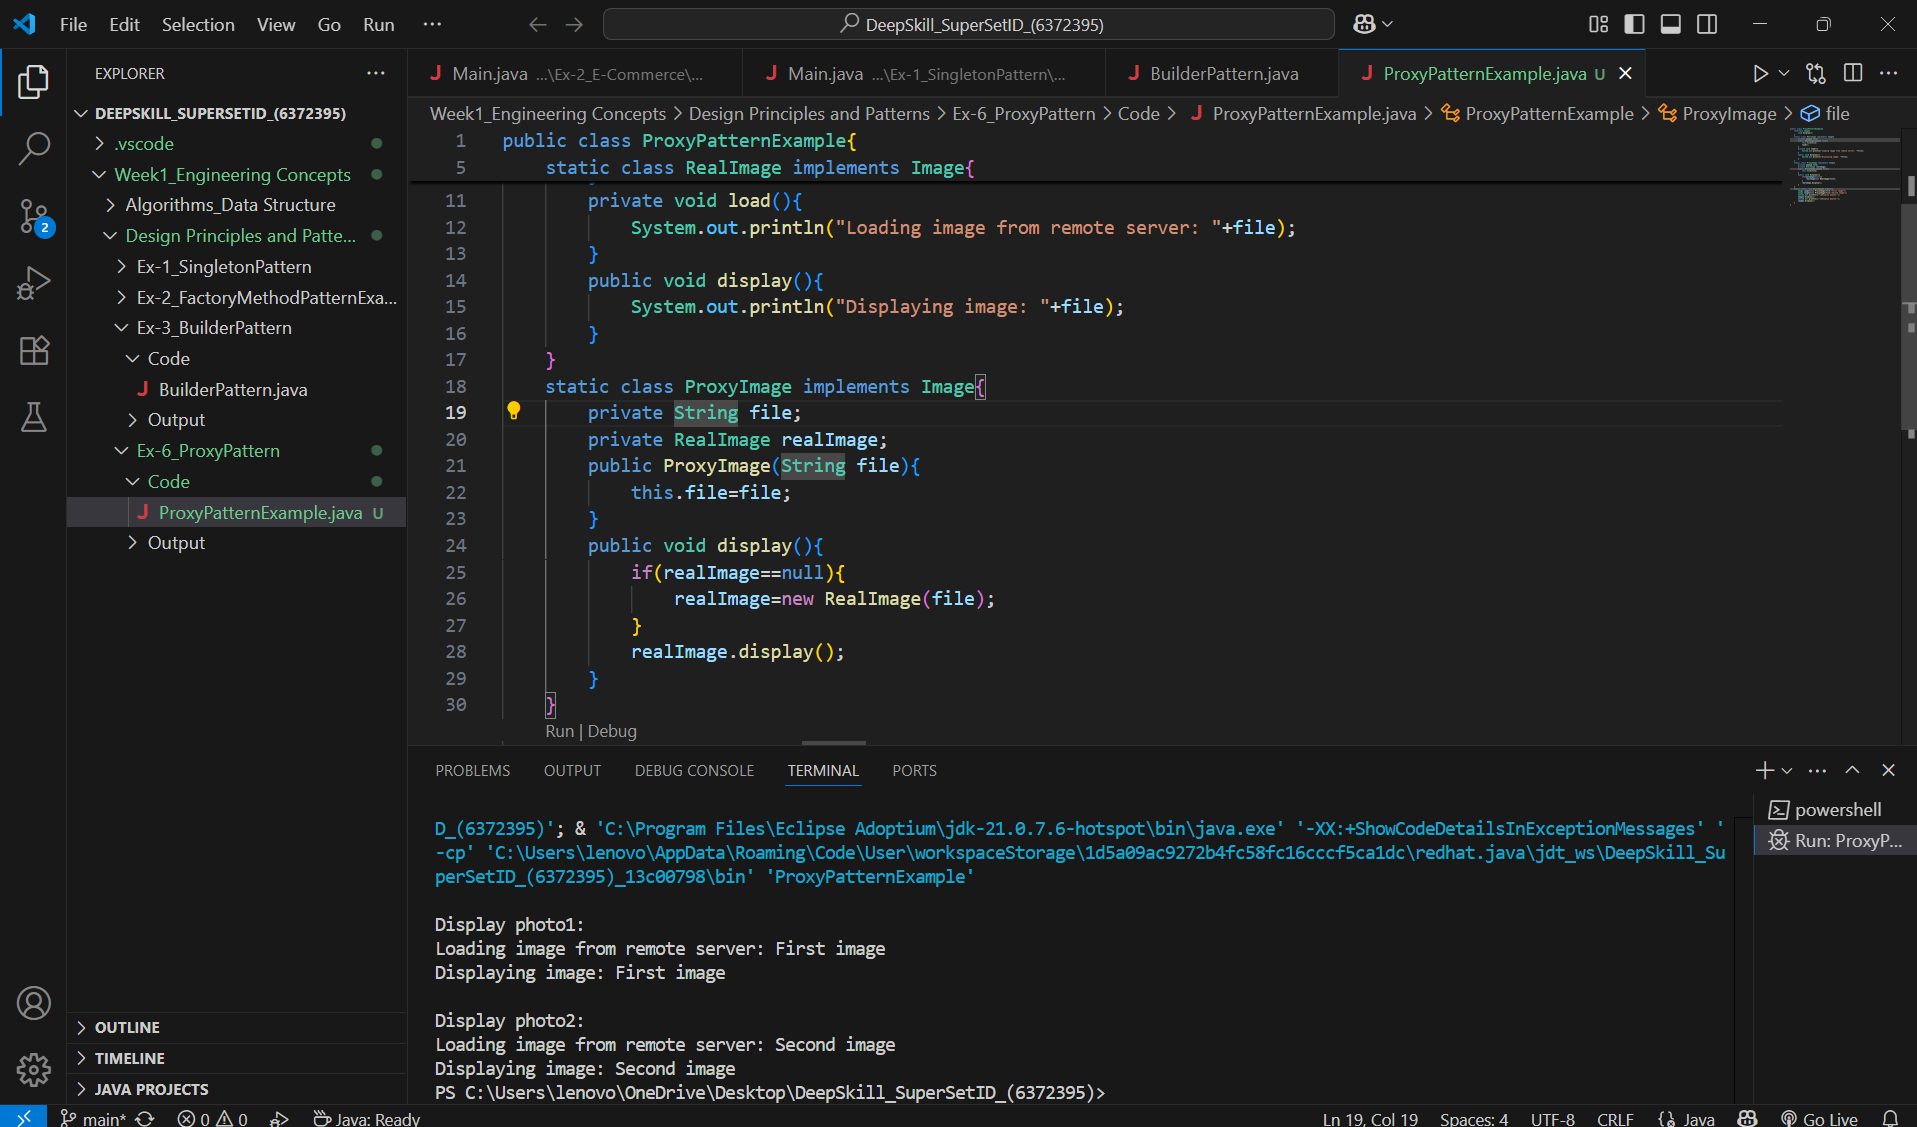 File Edit Selection View Go Run ···
DeepSkill_SuperSetID_(6372395)
EXPLORER ···
DEEPSKILL_SUPERSETID_(6372395)
.vscode
Week1_Engineering Concepts
Algorithms_Data Structure
Design Principles and Patte...
Ex-1_SingletonPattern
Ex-2_FactoryMethodPatternExa...
Ex-3_BuilderPattern
Code
J BuilderPattern.java
Output
Ex-6_ProxyPattern
Code
J ProxyPatternExample.java U
Output
OUTLINE
TIMELINE
JAVA PROJECTS
2
J Main.java ...\Ex-2_E-Commerce\...
J Main.java ...\Ex-1_SingletonPattern\...
J BuilderPattern.java
J ProxyPatternExample.java U
Week1_Engineering Concepts > Design Principles and Patterns > Ex-6_ProxyPattern > Code > J ProxyPatternExample.java > ProxyPatternExample > ProxyImage > file
1 public class ProxyPatternExample{
5 static class RealImage implements Image{
11 private void load(){
12 System.out.println("Loading image from remote server: "+file);
13 }
14 public void display(){
15 System.out.println("Displaying image: "+file);
16 }
17 }
18 static class ProxyImage implements Image{
19 private String file;
20 private RealImage realImage;
21 public ProxyImage(String file){
22 this.file=file;
23 }
24 public void display(){
25 if(realImage==null){
26 realImage=new RealImage(file);
27 }
28 realImage.display();
29 }
30 }
Run | Debug
PROBLEMS OUTPUT DEBUG CONSOLE TERMINAL PORTS
D_(6372395)'; & 'C:\Program Files\Eclipse Adoptium\jdk-21.0.7.6-hotspot\bin\java.exe' '-XX:+ShowCodeDetailsInExceptionMessages' '
-cp' 'C:\Users\lenovo\AppData\Roaming\Code\User\workspaceStorage\1d5a09ac9272b4fc58fc16cccf5ca1dc\redhat.java\jdt_ws\DeepSkill_Su
perSetID_(6372395)_13c00798\bin' 'ProxyPatternExample'
Display photo1:
Loading image from remote server: First image
Displaying image: First image
Display photo2:
Loading image from remote server: Second image
Displaying image: Second image
PS C:\Users\lenovo\OneDrive\Desktop\DeepSkill_SuperSetID_(6372395)>
powershell
Run: ProxyP...
main* 0 0 Java: Ready
Ln 19, Col 19 Spaces: 4 UTF-8 CRLF Java Go Live